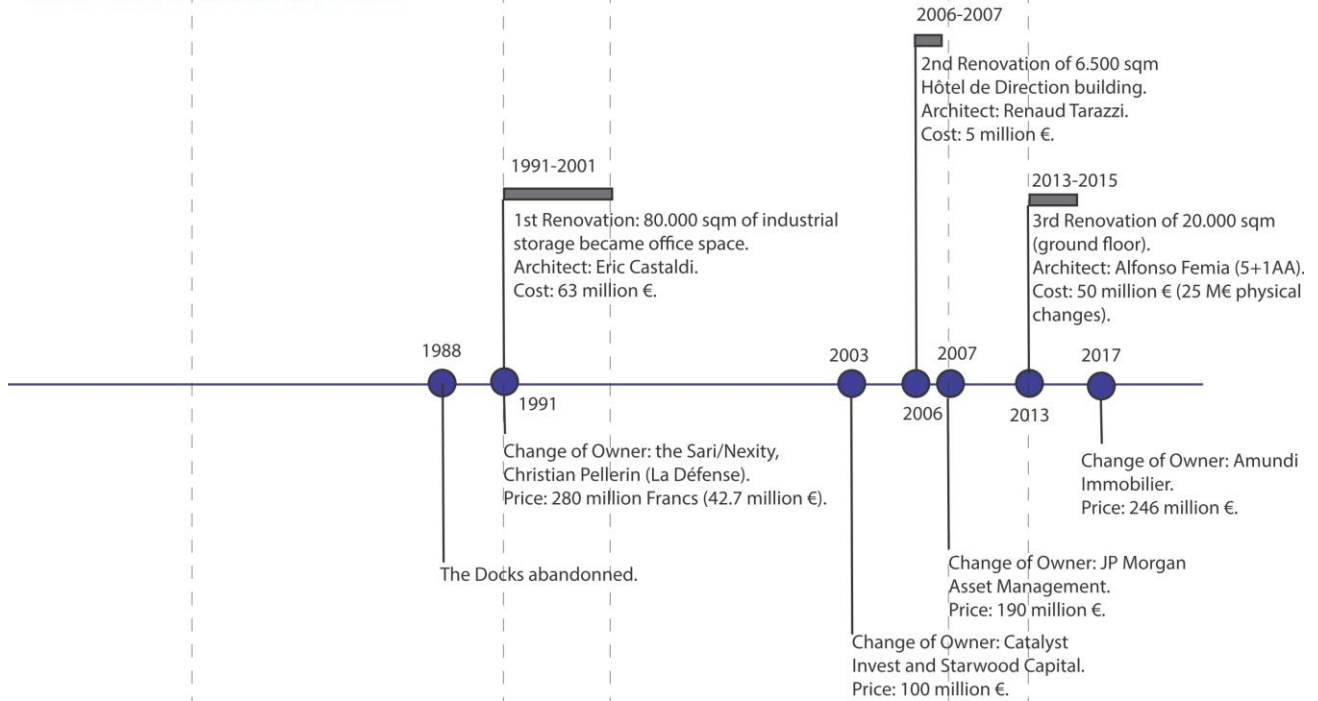 2006-2007
2nd Renovation of 6.500 sqm
Hôtel de Direction building.
Architect: Renaud Tarazzi.
Cost: 5 million €.
1991-2001
1st Renovation: 80.000 sqm of industrial
storage became office space.
Architect: Eric Castaldi.
Cost: 63 million €.
2013-2015
3rd Renovation of 20.000 sqm
(ground floor).
Architect: Alfonso Femia (5+1AA).
Cost: 50 million € (25 M€ physical
changes).
1988
1991
2003
2006
2007
2013
2017
Change of Owner: the Sari/Nexity,
Christian Pellerin (La Défense).
Price: 280 million Francs (42.7 million €).
Change of Owner: Amundi
Immobilier.
Price: 246 million €.
The Docks abandonned.
Change of Owner: JP Morgan
Asset Management.
Price: 190 million €.
Change of Owner: Catalyst
Invest and Starwood Capital.
Price: 100 million €.